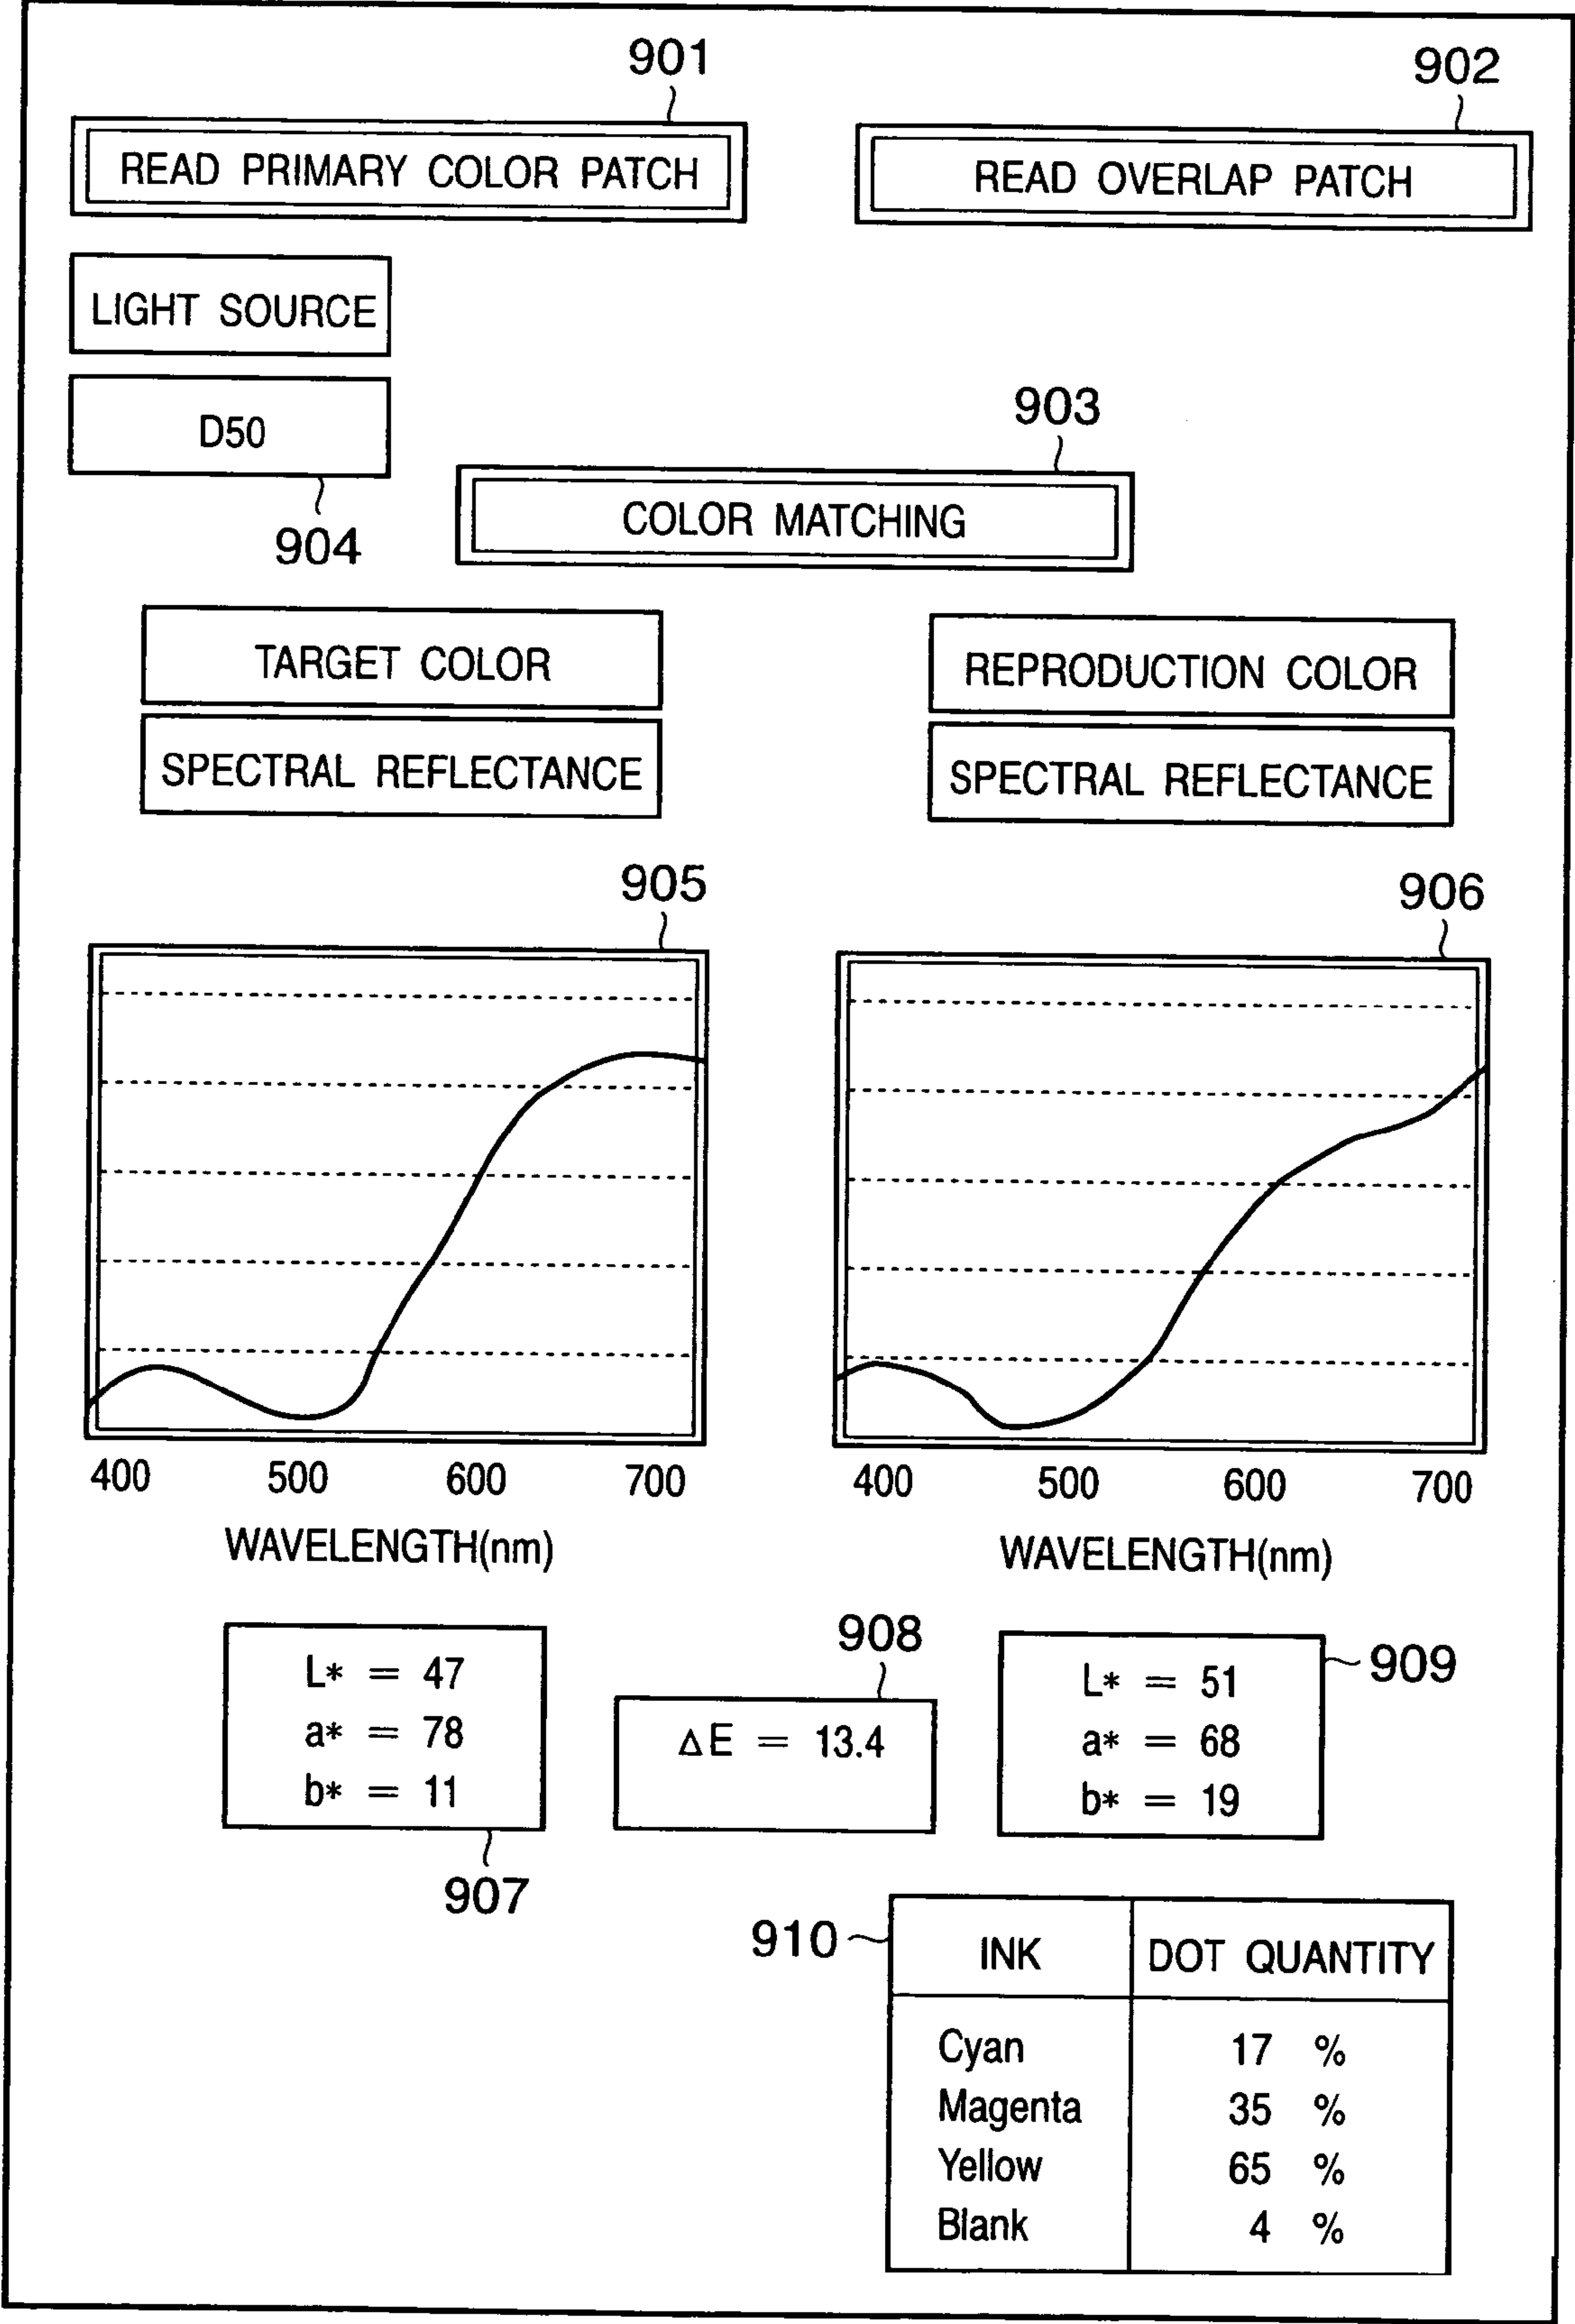 901
902
READ PRIMARY COLOR PATCH
READ OVERLAP PATCH
LIGHT SOURCE
D50
903
904
COLOR MATCHING
TARGET COLOR
REPRODUCTION COLOR
SPECTRAL REFLECTANCE
SPECTRAL REFLECTANCE
905
906
400 500 600 700
400 500 600 700
WAVELENGTH(nm)
WAVELENGTH(nm)
L* = 47
a* = 78
b* = 11
907
908
ΔE = 13.4
L* = 51
a* = 68
b* = 19
909
910
INK DOT QUANTITY
Cyan 17 %
Magenta 35 %
Yellow 65 %
Blank 4 %